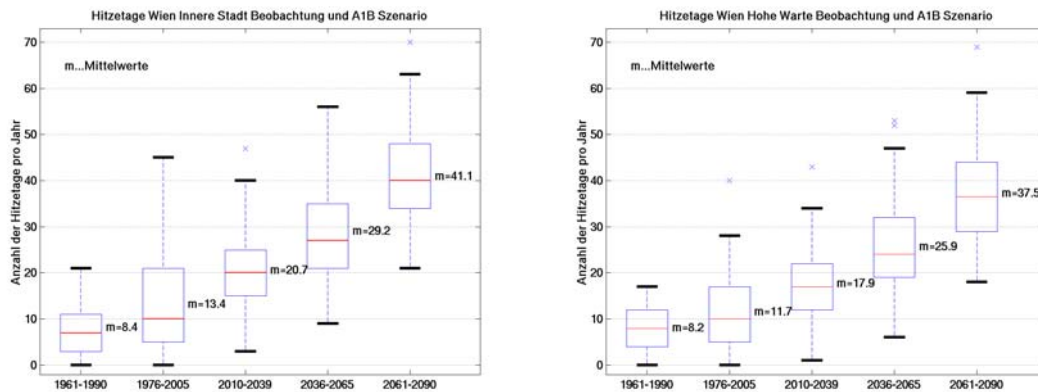 Hitzetage Wien Innere Stadt Beobachtung und A1B Szenario
Anzahl der Hitzetage pro Jahr
m...Mittelwerte
70
60
50
40
30
20
10
0
m=8.4
m=13.4
m=20.7
m=29.2
m=41.1
1961-1990 1976-2005 2010-2039 2036-2065 2061-2090
Hitzetage Wien Hohe Warte Beobachtung und A1B Szenario
Anzahl der Hitzetage pro Jahr
m...Mittelwerte
70
60
50
40
30
20
10
0
m=8.2
m=11.7
m=17.9
m=25.9
m=37.5
1961-1990 1976-2005 2010-2039 2036-2065 2061-2090